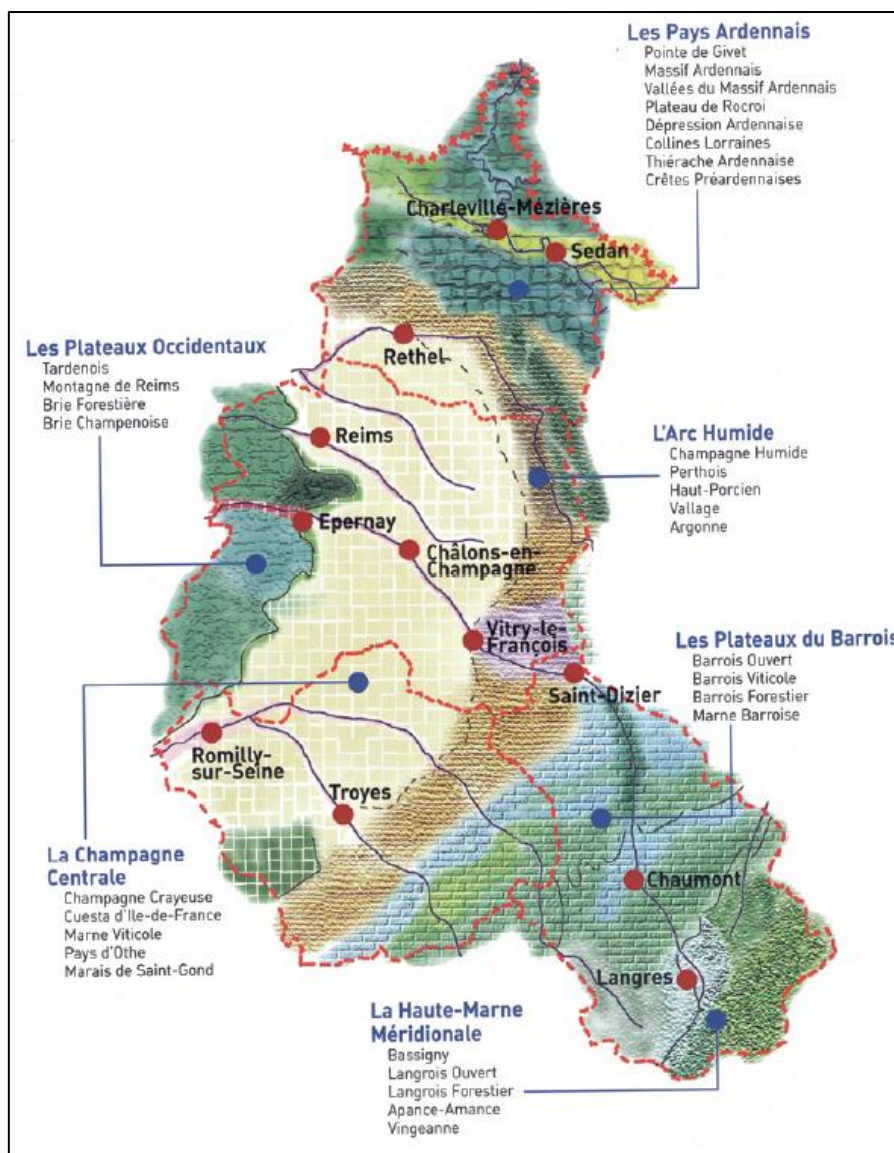 Les Pays Ardennais
Pointe de Givet
Massif Ardennais
Vallées du Massif Ardennais
Plateau de Rocroi
Dépression Ardennaise
Collines Lorraines
Thiérache Ardennaise
Crêtes Préardennaises
Charleville-Mézières
Sedan
Rethel
Les Plateaux Occidentaux
Tardenois
Montagne de Reims
Brie Forestière
Brie Champenoise
Reims
L'Arc Humide
Champagne Humide
Perthois
Haut-Porcien
Vallage
Argonne
Epernay
Châlons-en-
Champagne
Vitry-le-
François
Les Plateaux du Barrois
Barrois Ouvert
Barrois Viticole
Barrois Forestier
Marne Barroise
Saint-Dizier
Romilly-
sur-Seine
Troyes
La Champagne
Centrale
Champagne Crayeuse
Cuesta d'Ile-de-France
Marne Viticole
Pays d'Othe
Marais de Saint-Gond
Chaumont
Langres
La Haute-Marne
Méridionale
Bassigny
Langrois Ouvert
Langrois Forestier
Apance-Amance
Vingeanne